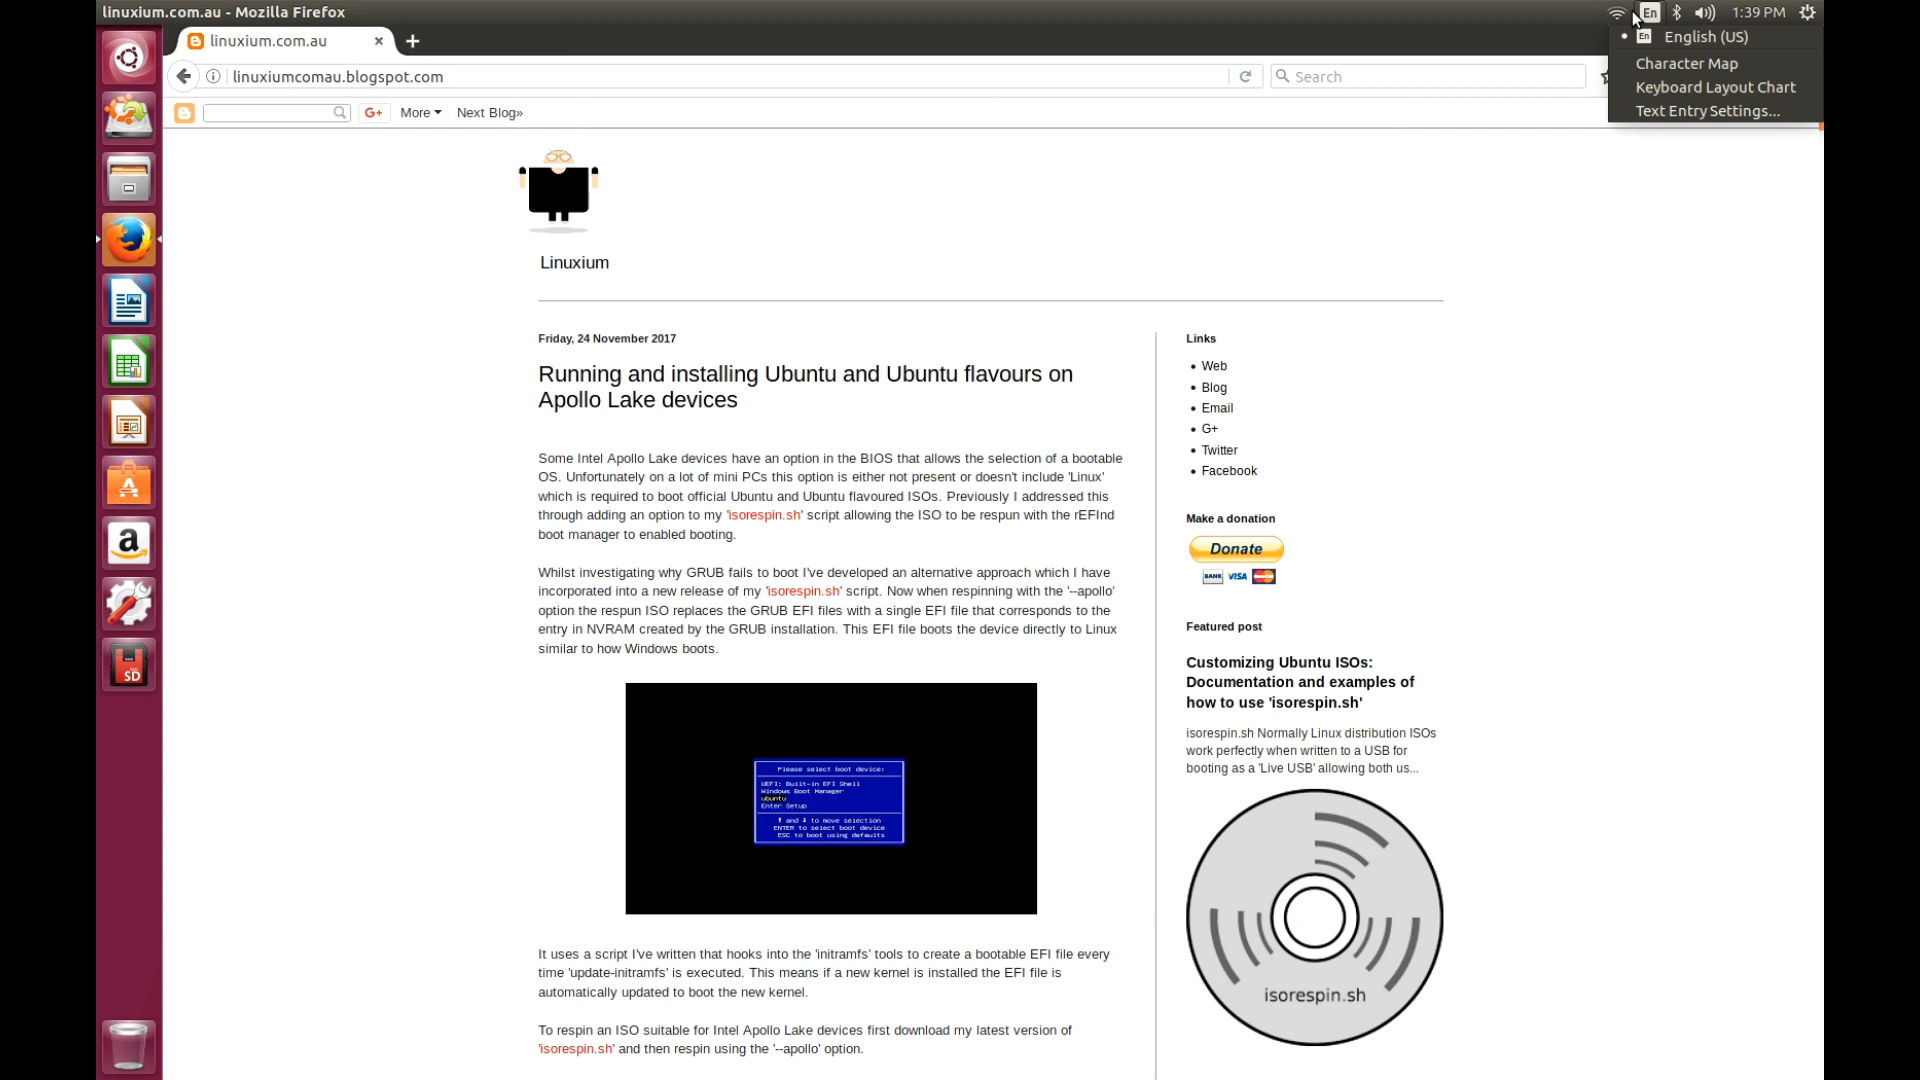 linuxium.com.au - Mozilla Firefox
En
1:39 PM
linuxium.com.au
En English (US)
linuxiumcomau.blogspot.com
Search
Character Map
Keyboard Layout Chart
Text Entry Settings...
G+ More Next Blog»
Linuxium
Friday, 24 November 2017
Running and installing Ubuntu and Ubuntu flavours on
Apollo Lake devices
Some Intel Apollo Lake devices have an option in the BIOS that allows the selection of a bootable
OS. Unfortunately on a lot of mini PCs this option is either not present or doesn't include 'Linux'
which is required to boot official Ubuntu and Ubuntu flavoured ISOs. Previously I addressed this
through adding an option to my 'isorespin.sh' script allowing the ISO to be respun with the rEFInd
boot manager to enabled booting.
Whilst investigating why GRUB fails to boot I've developed an alternative approach which I have
incorporated into a new release of my 'isorespin.sh' script. Now when respinning with the '--apollo'
option the respun ISO replaces the GRUB EFI files with a single EFI file that corresponds to the
entry in NVRAM created by the GRUB installation. This EFI file boots the device directly to Linux
similar to how Windows boots.
Please select boot device:
UEFI: Built-in EFI Shell
Windows Boot Manager
ubuntu
Enter Setup
↑ and ↓ to move selection
ENTER to select boot device
ESC to boot using defaults
It uses a script I've written that hooks into the 'initramfs' tools to create a bootable EFI file every
time 'update-initramfs' is executed. This means if a new kernel is installed the EFI file is
automatically updated to boot the new kernel.
To respin an ISO suitable for Intel Apollo Lake devices first download my latest version of
'isorespin.sh' and then respin using the '--apollo' option.
Links
• Web
• Blog
• Email
• G+
• Twitter
• Facebook
Make a donation
Donate
BANK VISA
Featured post
Customizing Ubuntu ISOs:
Documentation and examples of
how to use 'isorespin.sh'
isorespin.sh Normally Linux distribution ISOs
work perfectly when written to a USB for
booting as a 'Live USB' allowing both us...
isorespin.sh
a
SD